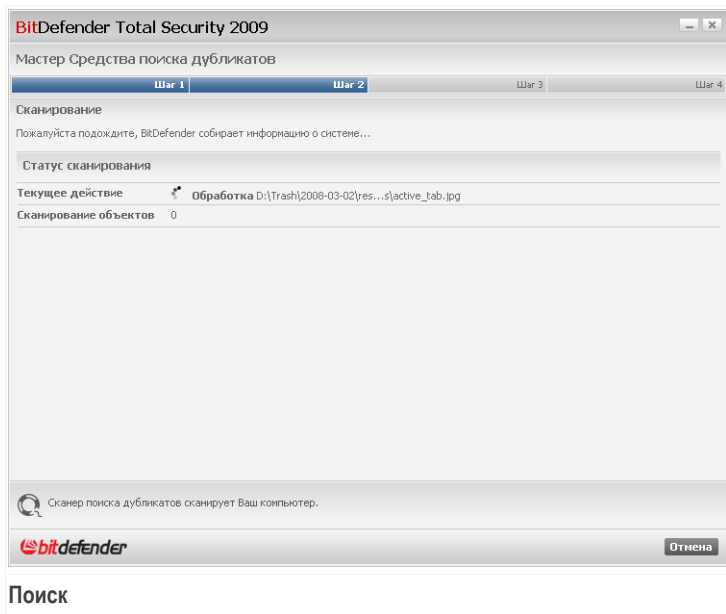 BitDefender Total Security 2009
Мастер Средства поиска дубликатов
Шаг 1 Шаг 2 Шаг 3 Шаг 4
Сканирование
Пожалуйста подождите, BitDefender собирает информацию о системе...
Статус сканирования
Текущее действие Обработка D:\Trash\2008-03-02\res...s\active_tab.jpg
Сканирование объектов 0
Сканер поиска дубликатов сканирует Ваш компьютер.
bitdefender Отмена
Поиск